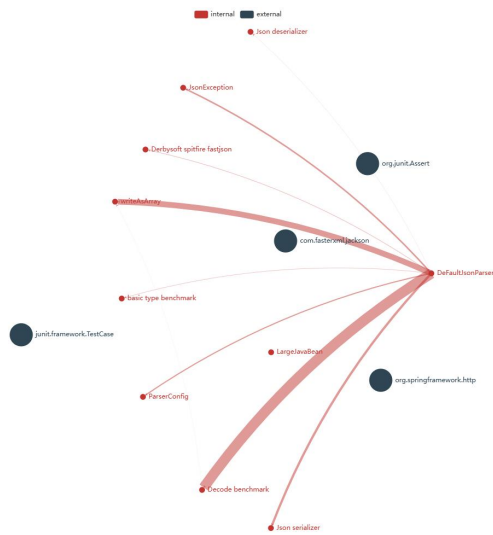 internal external
Json deserializer
JsonException
Derbysoft spitfire fastjson
org.junit.Assert
writeAsArray
com.fasterxml.jackson
DeFaultJsonParser
basic type benchmark
junit.framework.TestCase
LargeJavaBean
org.springframework.http
ParserConfig
Decode benchmark
Json serializer